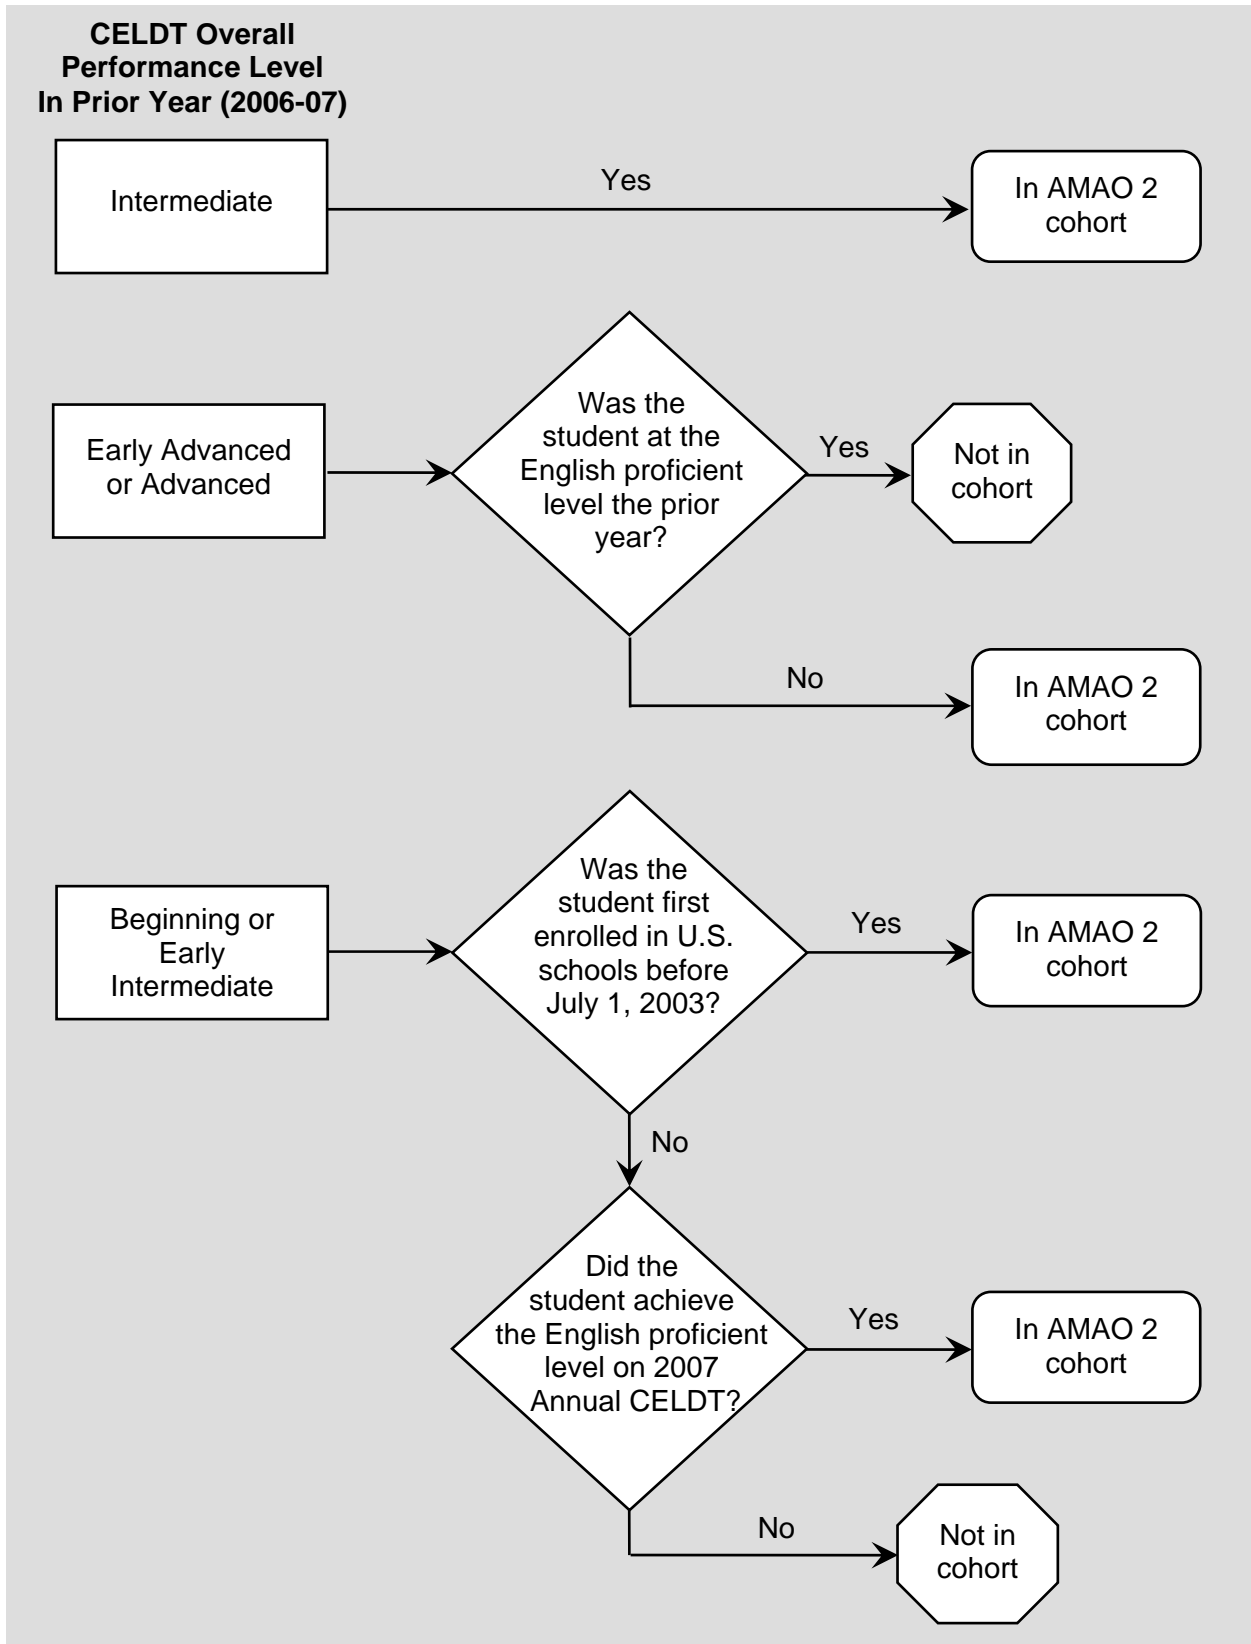 CELDT Overall
Performance Level
In Prior Year (2006-07)
Intermediate
Yes
In AMAO 2
cohort
Early Advanced
or Advanced
Was the
student at the
English proficient
level the prior
year?
Yes
Not in
cohort
No
In AMAO 2
cohort
Beginning or
Early
Intermediate
Was the
student first
enrolled in U.S.
schools before
July 1, 2003?
Yes
In AMAO 2
cohort
No
Did the
student achieve
the English proficient
level on 2007
Annual CELDT?
Yes
In AMAO 2
cohort
No
Not in
cohort